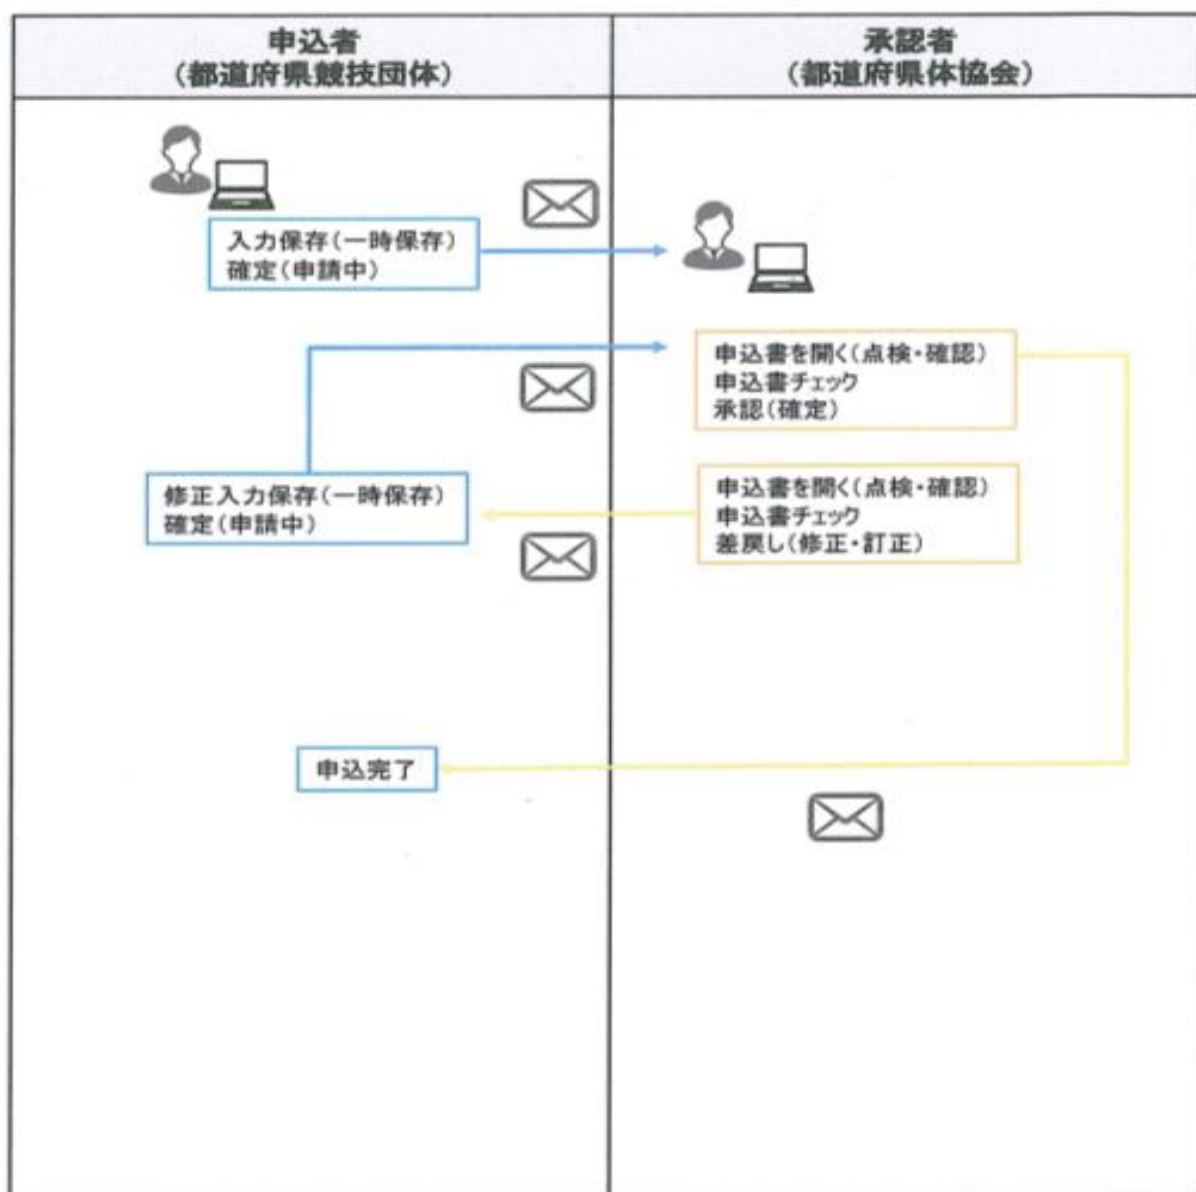 申込者
(都道府県競技団体)
承認者
(都道府県体協会)
入力保存(一時保存)
確定(申請中)
申込書を開く(点検・確認)
申込書チェック
承認(確定)
修正入力保存(一時保存)
確定(申請中)
申込書を開く(点検・確認)
申込書チェック
差戻し(修正・訂正)
申込完了